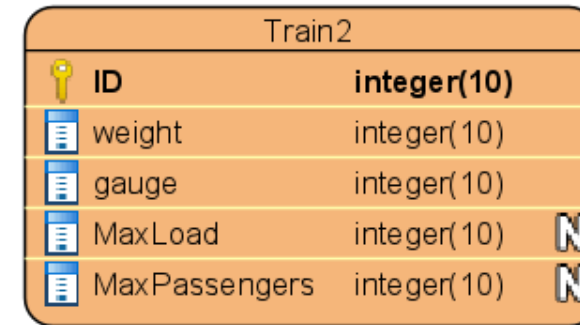 Train2
ID integer(10)
weight integer(10)
gauge integer(10)
MaxLoad integer(10) N
MaxPassengers integer(10) N